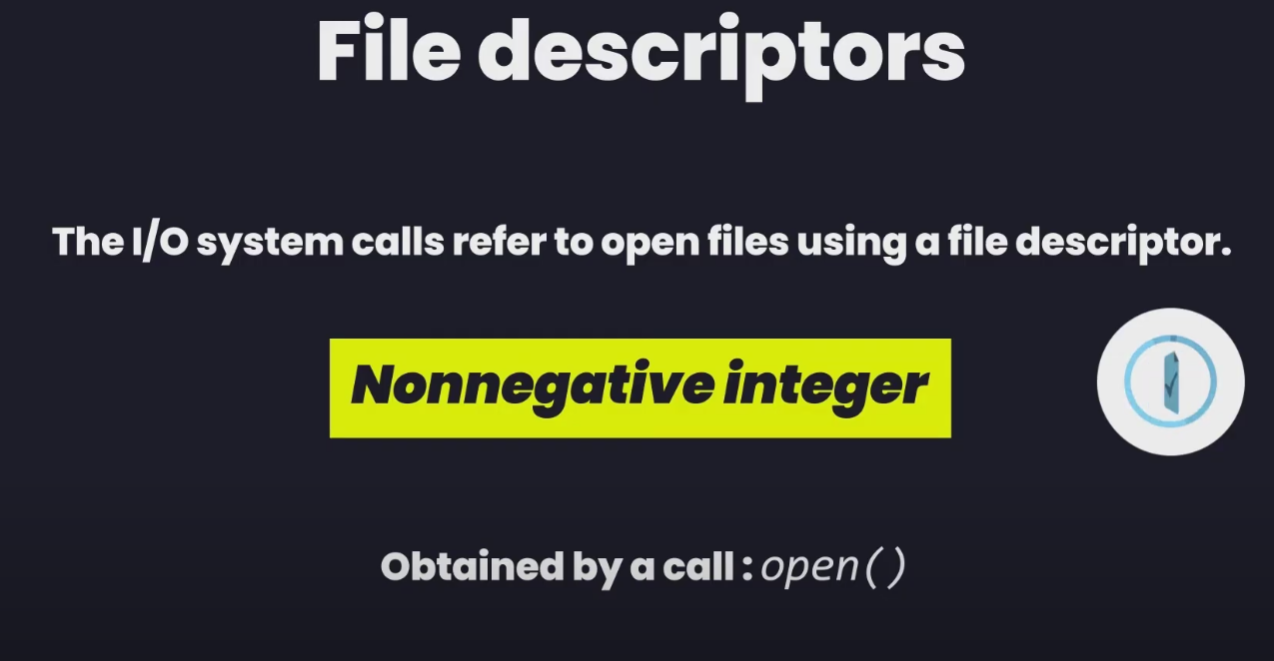 File descriptors
The I/O system calls refer to open files using a file descriptor.
Nonnegative integer
Obtained by a call : open()